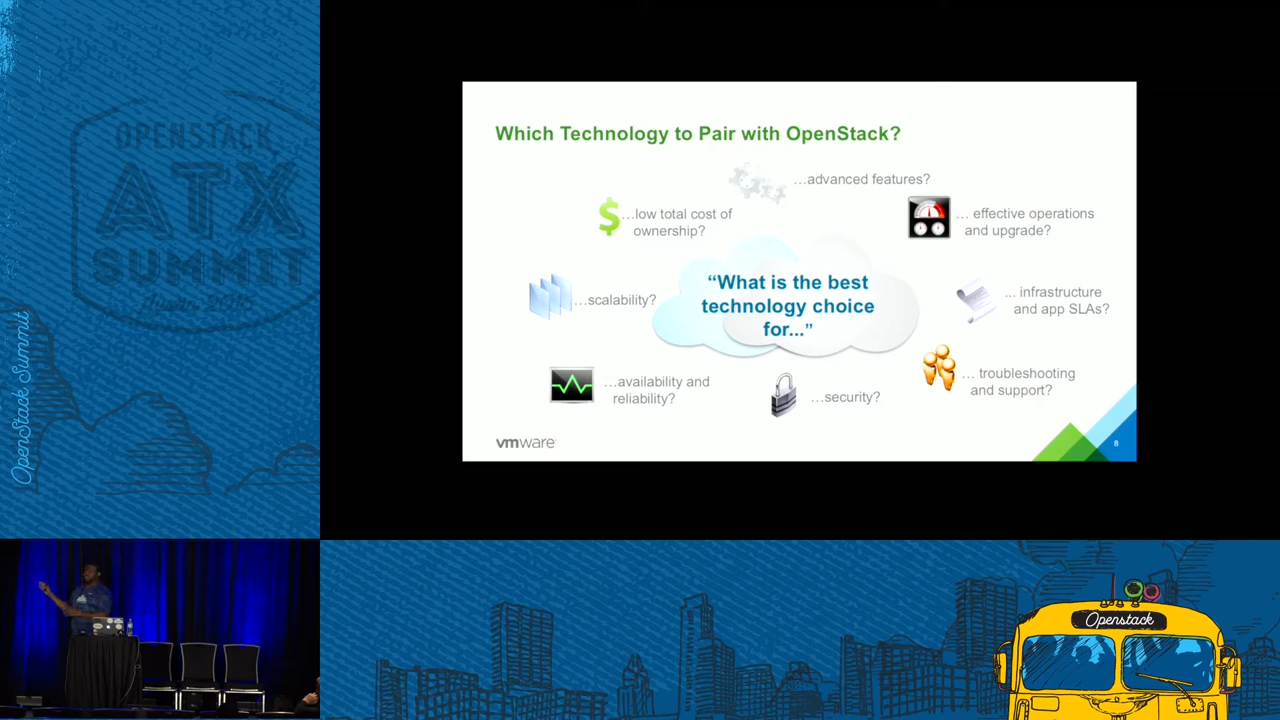 OPENSTACK
ATX
SUMMIT
Austin 2016
OpenStack Summit
Which Technology to Pair with OpenStack?
...advanced features?
...low total cost of
ownership?
... effective operations
and upgrade?
“What is the best
technology choice
for...”
...scalability?
... infrastructure
and app SLAs?
...availability and
reliability?
...security?
... troubleshooting
and support?
vmware
8
Openstack